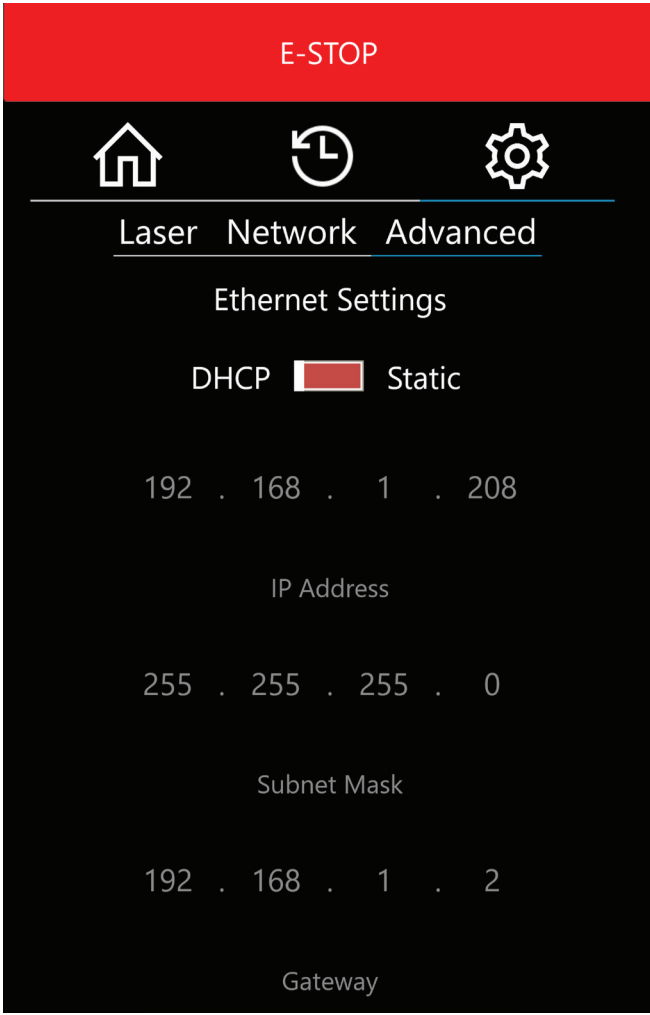 E-STOP
Laser Network Advanced
Ethernet Settings
DHCP Static
192 . 168 . 1 . 208
IP Address
255 . 255 . 255 . 0
Subnet Mask
192 . 168 . 1 . 2
Gateway